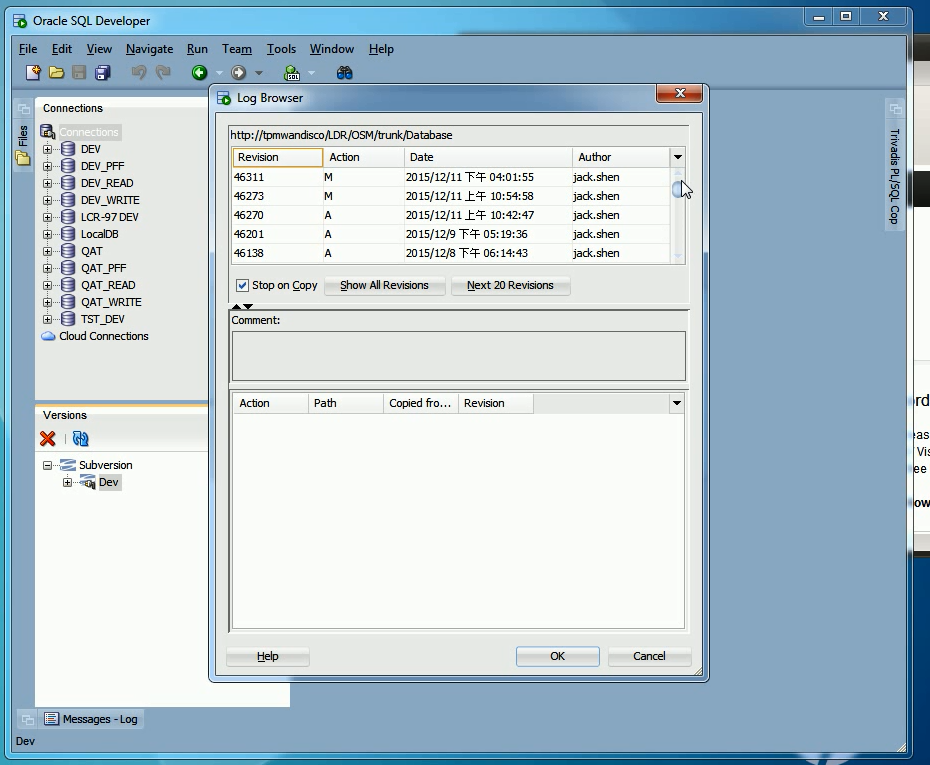 Oracle SQL Developer
File Edit View Navigate Run Team Tools Window Help
Connections
Files
Connections
DEV
DEV_PFF
DEV_READ
DEV_WRITE
LCR-97 DEV
LocalDB
QAT
QAT_PFF
QAT_READ
QAT_WRITE
TST_DEV
Cloud Connections
Versions
Subversion
Dev
Log Browser
http://tpmwandisco/LDR/OSM/trunk/Database
Revision Action Date Author
46311 M 2015/12/11 下午 04:01:55 jack.shen
46273 M 2015/12/11 上午 10:54:58 jack.shen
46270 A 2015/12/11 上午 10:42:47 jack.shen
46201 A 2015/12/9 下午 05:19:36 jack.shen
46138 A 2015/12/8 下午 06:14:43 jack.shen
Stop on Copy Show All Revisions Next 20 Revisions
Comment:
Action Path Copied fro... Revision
Help OK Cancel
Trivadis PL/SQL Cop
Messages - Log
Dev